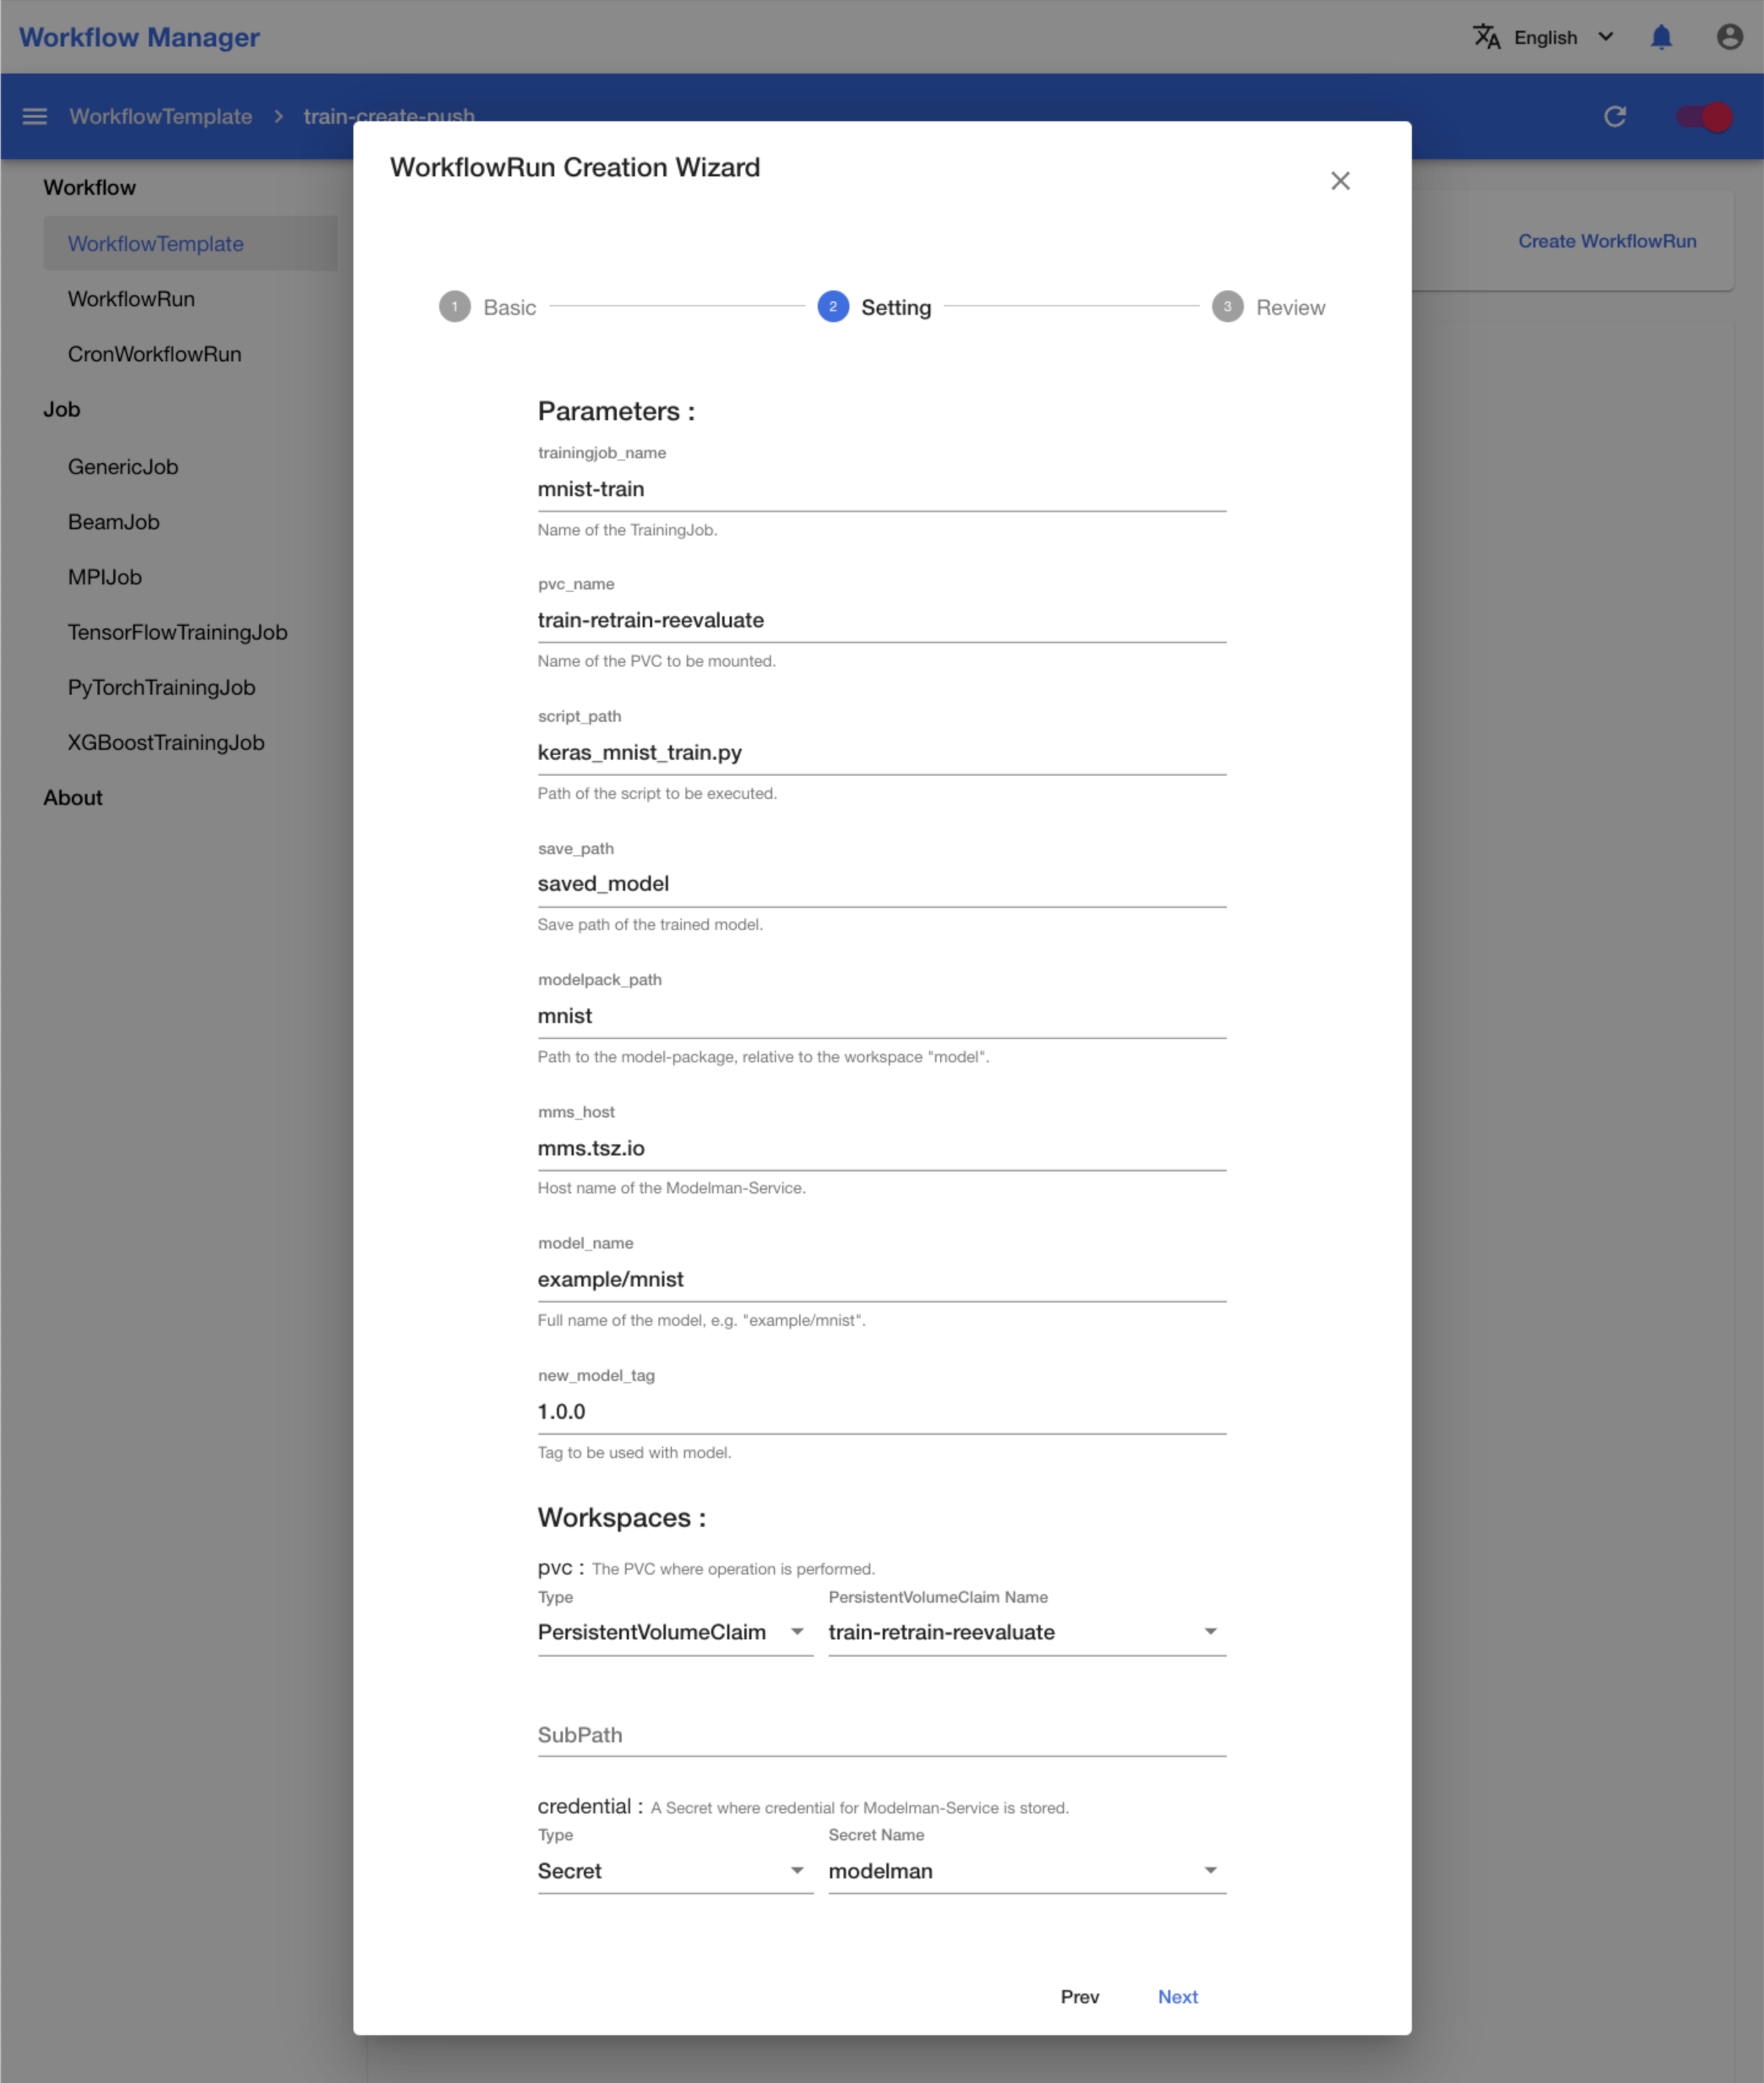 Workflow Manager
English
WorkflowTemplate > train-create-push
Workflow
WorkflowTemplate
WorkflowRun
CronWorkflowRun
Job
GenericJob
BeamJob
MPIJob
TensorFlowTrainingJob
PyTorchTrainingJob
XGBoostTrainingJob
About
Create WorkflowRun
WorkflowRun Creation Wizard
1 Basic 2 Setting 3 Review
Parameters :
trainingjob_name
mnist-train
Name of the TrainingJob.
pvc_name
train-retrain-reevaluate
Name of the PVC to be mounted.
script_path
keras_mnist_train.py
Path of the script to be executed.
save_path
saved_model
Save path of the trained model.
modelpack_path
mnist
Path to the model-package, relative to the workspace "model".
mms_host
mms.tsz.io
Host name of the Modelman-Service.
model_name
example/mnist
Full name of the model, e.g. "example/mnist".
new_model_tag
1.0.0
Tag to be used with model.
Workspaces :
pvc : The PVC where operation is performed.
Type PersistentVolumeClaim Name
PersistentVolumeClaim train-retrain-reevaluate
SubPath
credential : A Secret where credential for Modelman-Service is stored.
Type Secret Name
Secret modelman
Prev Next